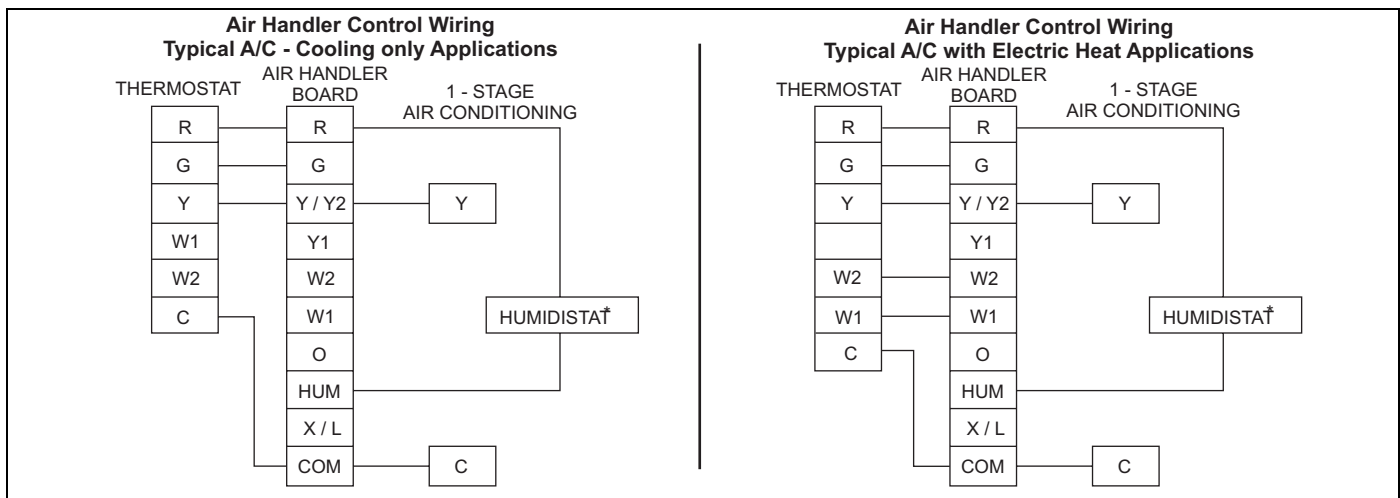 Air Handler Control Wiring
Typical A/C - Cooling only Applications
THERMOSTAT
AIR HANDLER
BOARD
1 - STAGE
AIR CONDITIONING
R
G
Y
W1
W2
C
R
G
Y / Y2
Y1
W2
W1
O
HUM
X / L
COM
Y
HUMIDISTAT*
C
Air Handler Control Wiring
Typical A/C with Electric Heat Applications
THERMOSTAT
AIR HANDLER
BOARD
1 - STAGE
AIR CONDITIONING
R
G
Y
W2
W1
C
R
G
Y / Y2
Y1
W2
W1
O
HUM
X / L
COM
Y
HUMIDISTAT*
C